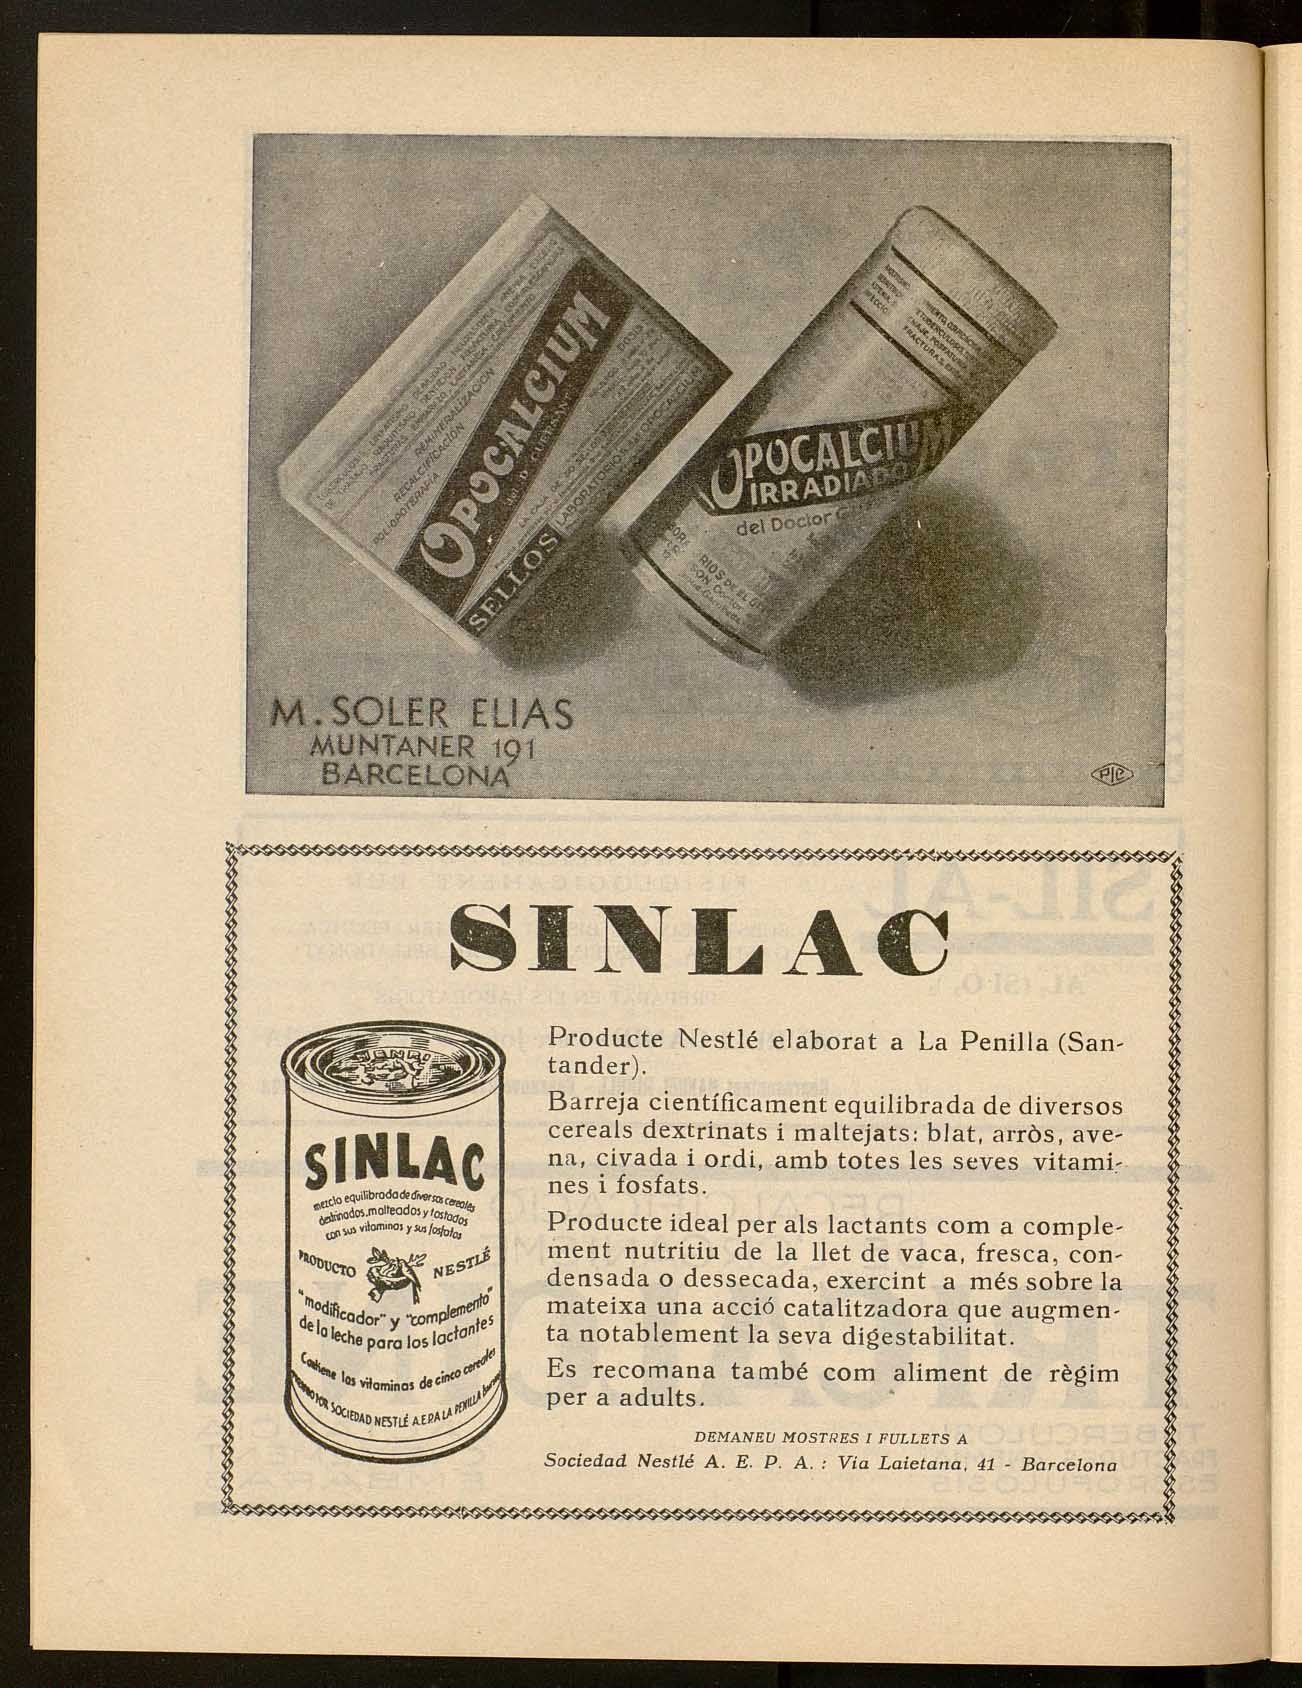 OPOCALCIUM
RECALCIFICACIÓN
REMINERALIZACIÓN
POLIOPOTERAPIA
SELLOS
OPOCALCIUM
IRRADIADO
del Doctor
M. SOLER ELIAS
MUNTANER 191
BARCELONA
PIC
SINLAC
Producte Nestlé elaborat a La Penilla (San-
tander).
Barreja científicament equilibrada de diversos
cereals dextrinats i maltejats: blat, arròs, ave-
na, civada i ordi, amb totes les seves vitami-
nes i fosfats.
Producte ideal per als lactants com a comple-
ment nutritiu de la llet de vaca, fresca, con-
densada o dessecada, exercint a més sobre la
mateixa una acció catalitzadora que augmen-
ta notablement la seva digestabilitat.
Es recomana també com aliment de règim
per a adults.
DEMANEU MOSTRES I FULLETS A
Sociedad Nestlé A. E. P. A. : Via Laietana, 41 - Barcelona
HENRI
SINLAC
mezcla equilibrada de diversos cereales
dextrinados, malteados y tostados
con sus vitaminas y sus fosfatos
PRODUCTO NESTLÉ
"modificador" y "complemento"
de la leche para los lactantes
Contiene las vitaminas de cinco cereales
POR SOCIEDAD NESTLÉ A.E.P.A LA PENILLA